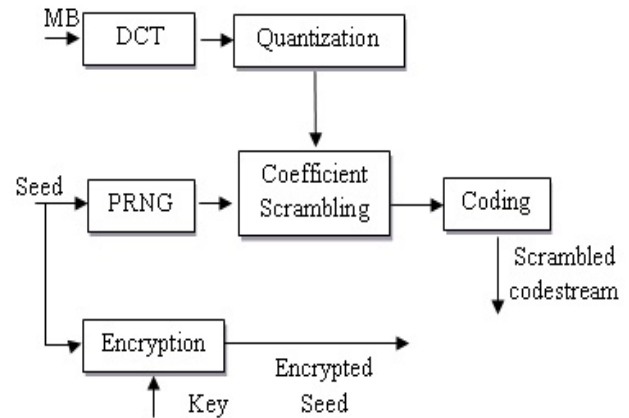 MB
DCT
Quantization
Seed
PRNG
Coefficient
Scrambling
Coding
Scrambled
codestream
Encryption
Encrypted
Seed
Key